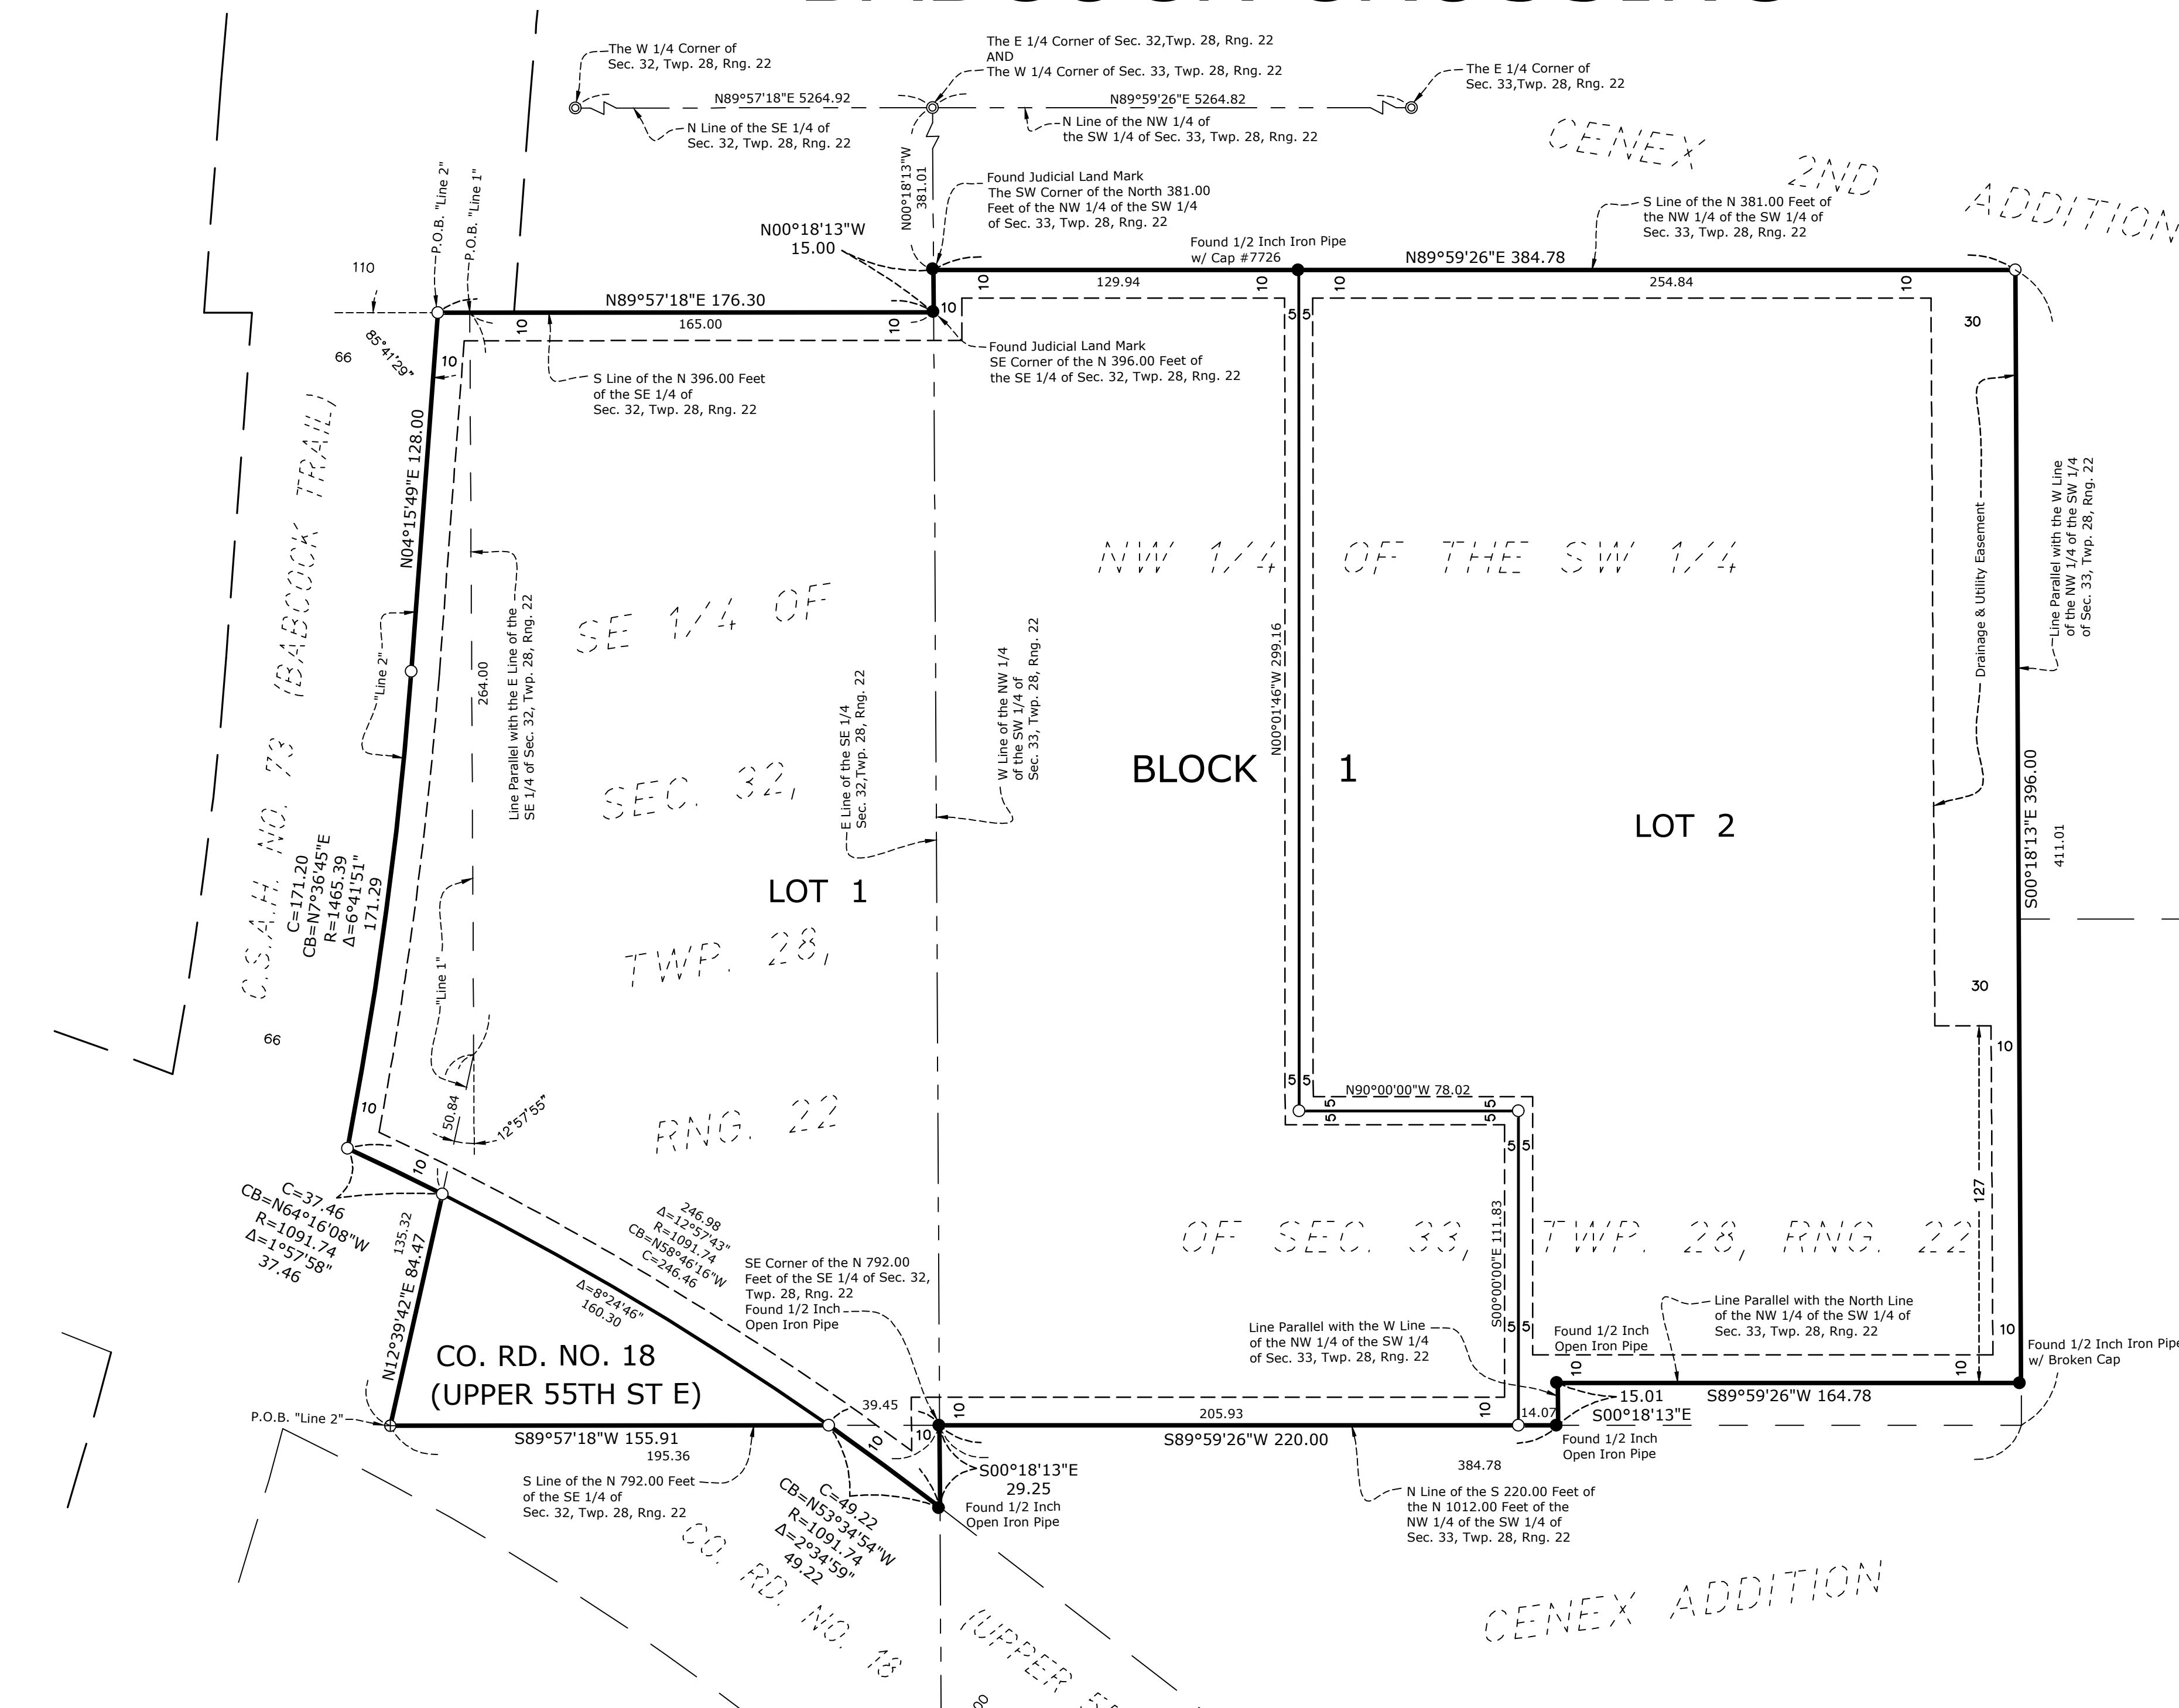 The W 1/4 Corner of
Sec. 32, Twp. 28, Rng. 22
The E 1/4 Corner of Sec. 32,Twp. 28, Rng. 22
AND
The W 1/4 Corner of Sec. 33, Twp. 28, Rng. 22
The E 1/4 Corner of
Sec. 33,Twp. 28, Rng. 22
N89°57'18"E 5264.92
N89°59'26"E 5264.82
N Line of the SE 1/4 of
Sec. 32, Twp. 28, Rng. 22
N Line of the NW 1/4 of
the SW 1/4 of Sec. 33, Twp. 28, Rng. 22
CENEX 2ND ADDITION
N00°18'13"W
381.01
Found Judicial Land Mark
The SW Corner of the North 381.00
Feet of the NW 1/4 of the SW 1/4
of Sec. 33, Twp. 28, Rng. 22
S Line of the N 381.00 Feet of
the NW 1/4 of the SW 1/4 of
Sec. 33, Twp. 28, Rng. 22
P.O.B. "Line 2"
P.O.B. "Line 1"
N00°18'13"W
15.00
Found 1/2 Inch Iron Pipe
w/ Cap #7726
N89°59'26"E 384.78
129.94
254.84
10
10
10
10
110
N89°57'18"E 176.30
165.00
10
10
10
5
5
30
66
85°41'29"
10
Found Judicial Land Mark
SE Corner of the N 396.00 Feet of
the SE 1/4 of Sec. 32, Twp. 28, Rng. 22
S Line of the N 396.00 Feet
of the SE 1/4 of
Sec. 32, Twp. 28, Rng. 22
C.S.A.H. NO. 73 (BABCOCK TRAIL)
N04°15'49"E 128.00
"Line 2"
264.00
Line Parallel with the E Line of the
SE 1/4 of Sec. 32, Twp. 28, Rng. 22
SE 1/4 OF
SEC. 32,
TWP. 28,
RNG. 22
E Line of the SE 1/4
Sec. 32,Twp. 28, Rng. 22
W Line of the NW 1/4
of the SW 1/4 of
Sec. 33, Twp. 28, Rng. 22
NW 1/4 OF THE SW 1/4
N00°01'46"W 299.16
BLOCK 1
LOT 2
LOT 1
Drainage & Utility Easement
Line Parallel with the W Line
of the NW 1/4 of the SW 1/4
of Sec. 33, Twp. 28, Rng. 22
S00°18'13"E 396.00
411.01
C=171.20
CB=N7°36'45"E
R=1465.39
Δ=6°41'51"
171.29
"Line 1"
66
30
10
10
50.84
12°57'55"
5
5
N90°00'00"W 78.02
5
5
5
5
5
5
10
C=37.46
CB=N64°16'08"W
R=1091.74
Δ=1°57'58"
37.46
135.32
N12°39'42"E 84.47
246.98
Δ=12°57'43"
R=1091.74
CB=N58°46'16"W
C=246.46
Δ=8°24'46"
160.30
SE Corner of the N 792.00
Feet of the SE 1/4 of Sec. 32,
Twp. 28, Rng. 22
Found 1/2 Inch
Open Iron Pipe
S00°00'00"E 111.83
OF SEC. 33, TWP. 28, RNG. 22
127
Line Parallel with the W Line
of the NW 1/4 of the SW 1/4
of Sec. 33, Twp. 28, Rng. 22
5
5
Found 1/2 Inch
Open Iron Pipe
Line Parallel with the North Line
of the NW 1/4 of the SW 1/4 of
Sec. 33, Twp. 28, Rng. 22
10
Found 1/2 Inch Iron Pipe
w/ Broken Cap
CO. RD. NO. 18
(UPPER 55TH ST E)
10
10
15.01
S00°18'13"E
S89°59'26"W 164.78
P.O.B. "Line 2"
39.45
10
10
10
205.93
10
14.07
S89°57'18"W 155.91
195.36
S89°59'26"W 220.00
Found 1/2 Inch
Open Iron Pipe
384.78
S Line of the N 792.00 Feet
of the SE 1/4 of
Sec. 32, Twp. 28, Rng. 22
S00°18'13"E
29.25
Found 1/2 Inch
Open Iron Pipe
C=49.22
CB=N53°34'54"W
R=1091.74
Δ=2°34'59"
49.22
N Line of the S 220.00 Feet of
the N 1012.00 Feet of the
NW 1/4 of the SW 1/4 of
Sec. 33, Twp. 28, Rng. 22
CO. RD. NO. 18
(UPPER
CENEX ADDITION